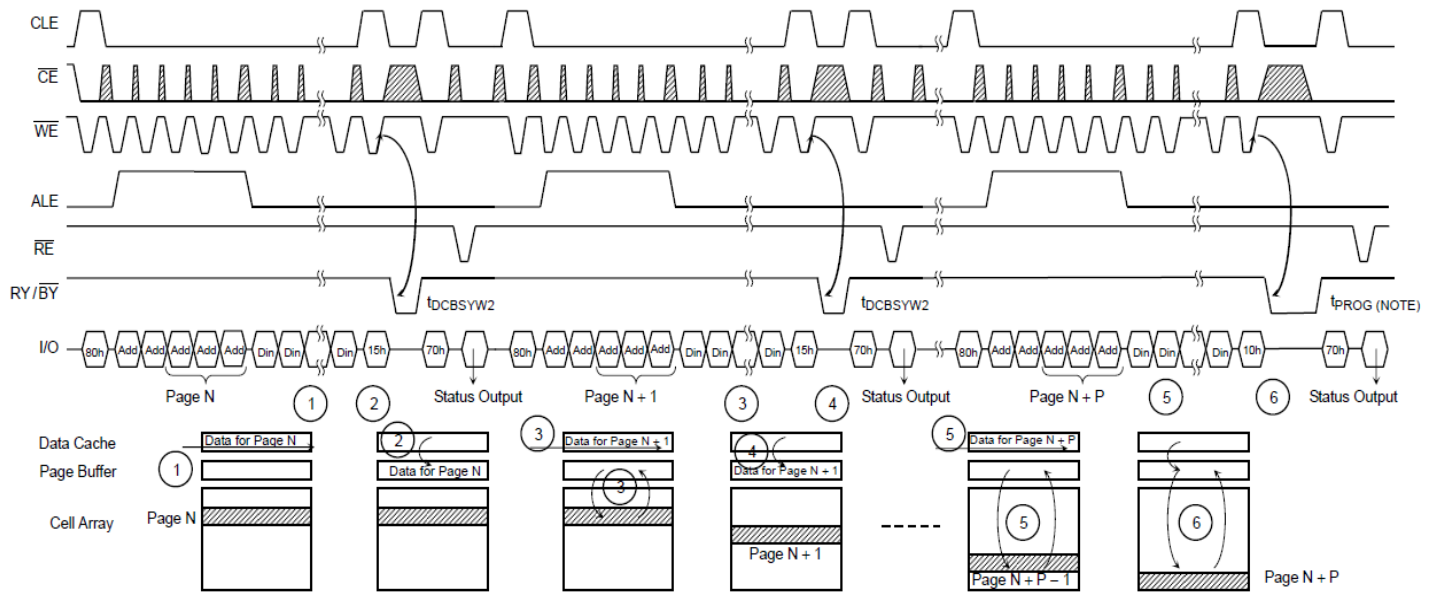 CLE
CE
WE
ALE
RE
RY/BY
tDCBSYW2 tDCBSYW2 tPROG (NOTE)
I/O 80h Add Add Add Add Add Din Din Din 15h 70h 80h Add Add Add Add Add Din Din Din 15h 70h 80h Add Add Add Add Add Din Din Din 10h 70h
Page N 1 2 Status Output Page N + 1 3 4 Status Output Page N + P 5 6 Status Output
Data Cache Data for Page N 2 3 Data for Page N + 1 4 5 Data for Page N + P
Page Buffer 1 Data for Page N 3 Data for Page N + 1
Cell Array Page N Page N + 1 5 6
Page N + P − 1 Page N + P